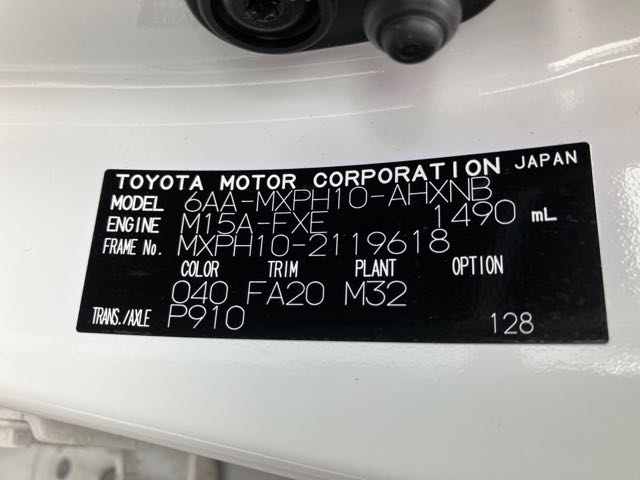 TOYOTA MOTOR CORPORATION JAPAN
MODEL 6AA-MXPH10-AHXNB
ENGINE M15A-FXE 1490 mL
FRAME No. MXPH10-2119618
COLOR TRIM PLANT OPTION
040 FA20 M32
TRANS./AXLE P910 128